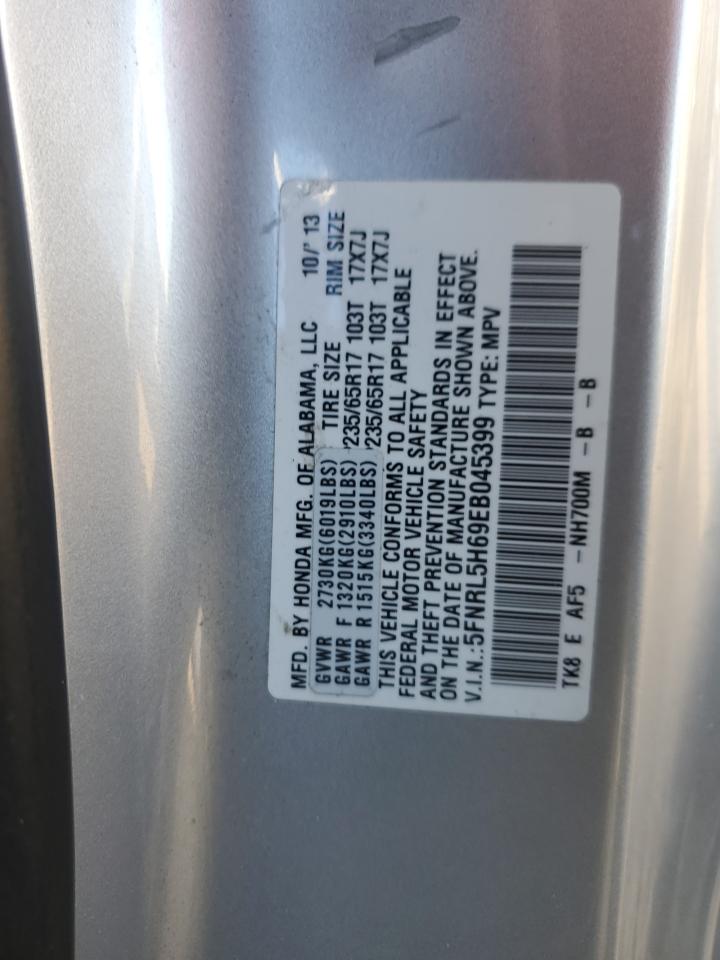 MFD. BY HONDA MFG. OF ALABAMA, LLC 10/'13
GVWR 2730KG(6019LBS) TIRE SIZE RIM SIZE
GAWR F 1320KG(2910LBS) 235/65R17 103T 17X7J
GAWR R 1515KG(3340LBS) 235/65R17 103T 17X7J
THIS VEHICLE CONFORMS TO ALL APPLICABLE
FEDERAL MOTOR VEHICLE SAFETY
AND THEFT PREVENTION STANDARDS IN EFFECT
ON THE DATE OF MANUFACTURE SHOWN ABOVE.
V.I.N.:5FNRL5H69EB045399 TYPE: MPV
TK8 E AF5 -NH700M -B -B